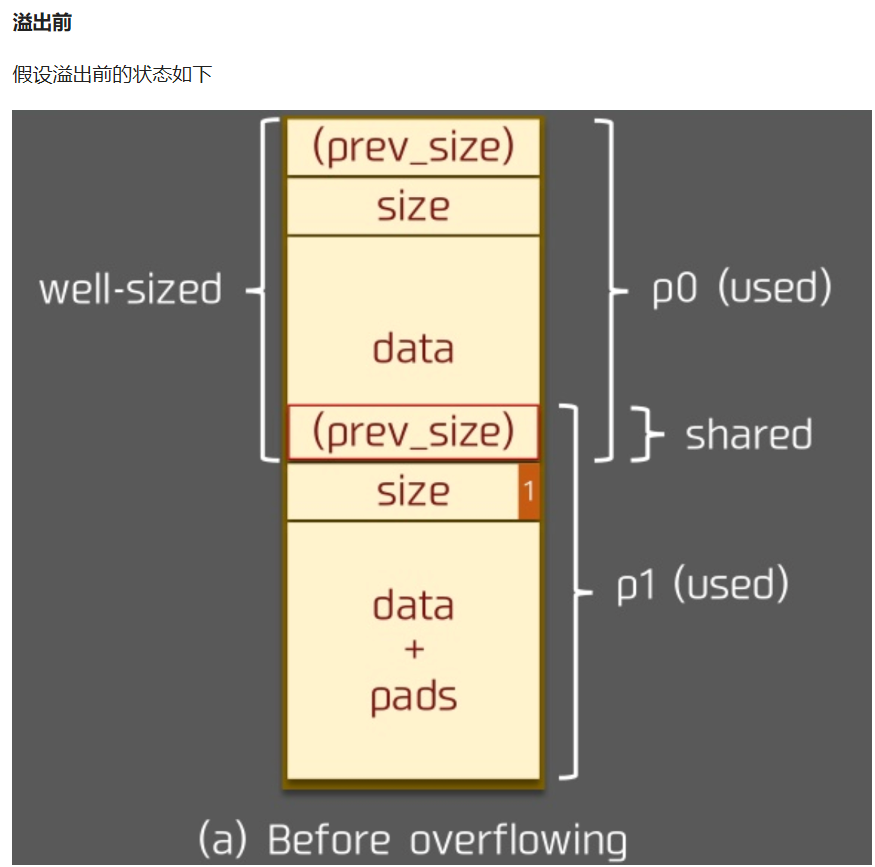 溢出前
假设溢出前的状态如下
(prev_size)
size
well-sized
p0 (used)
data
(prev_size)
shared
size 1
p1 (used)
data
+
pads
(a) Before overflowing